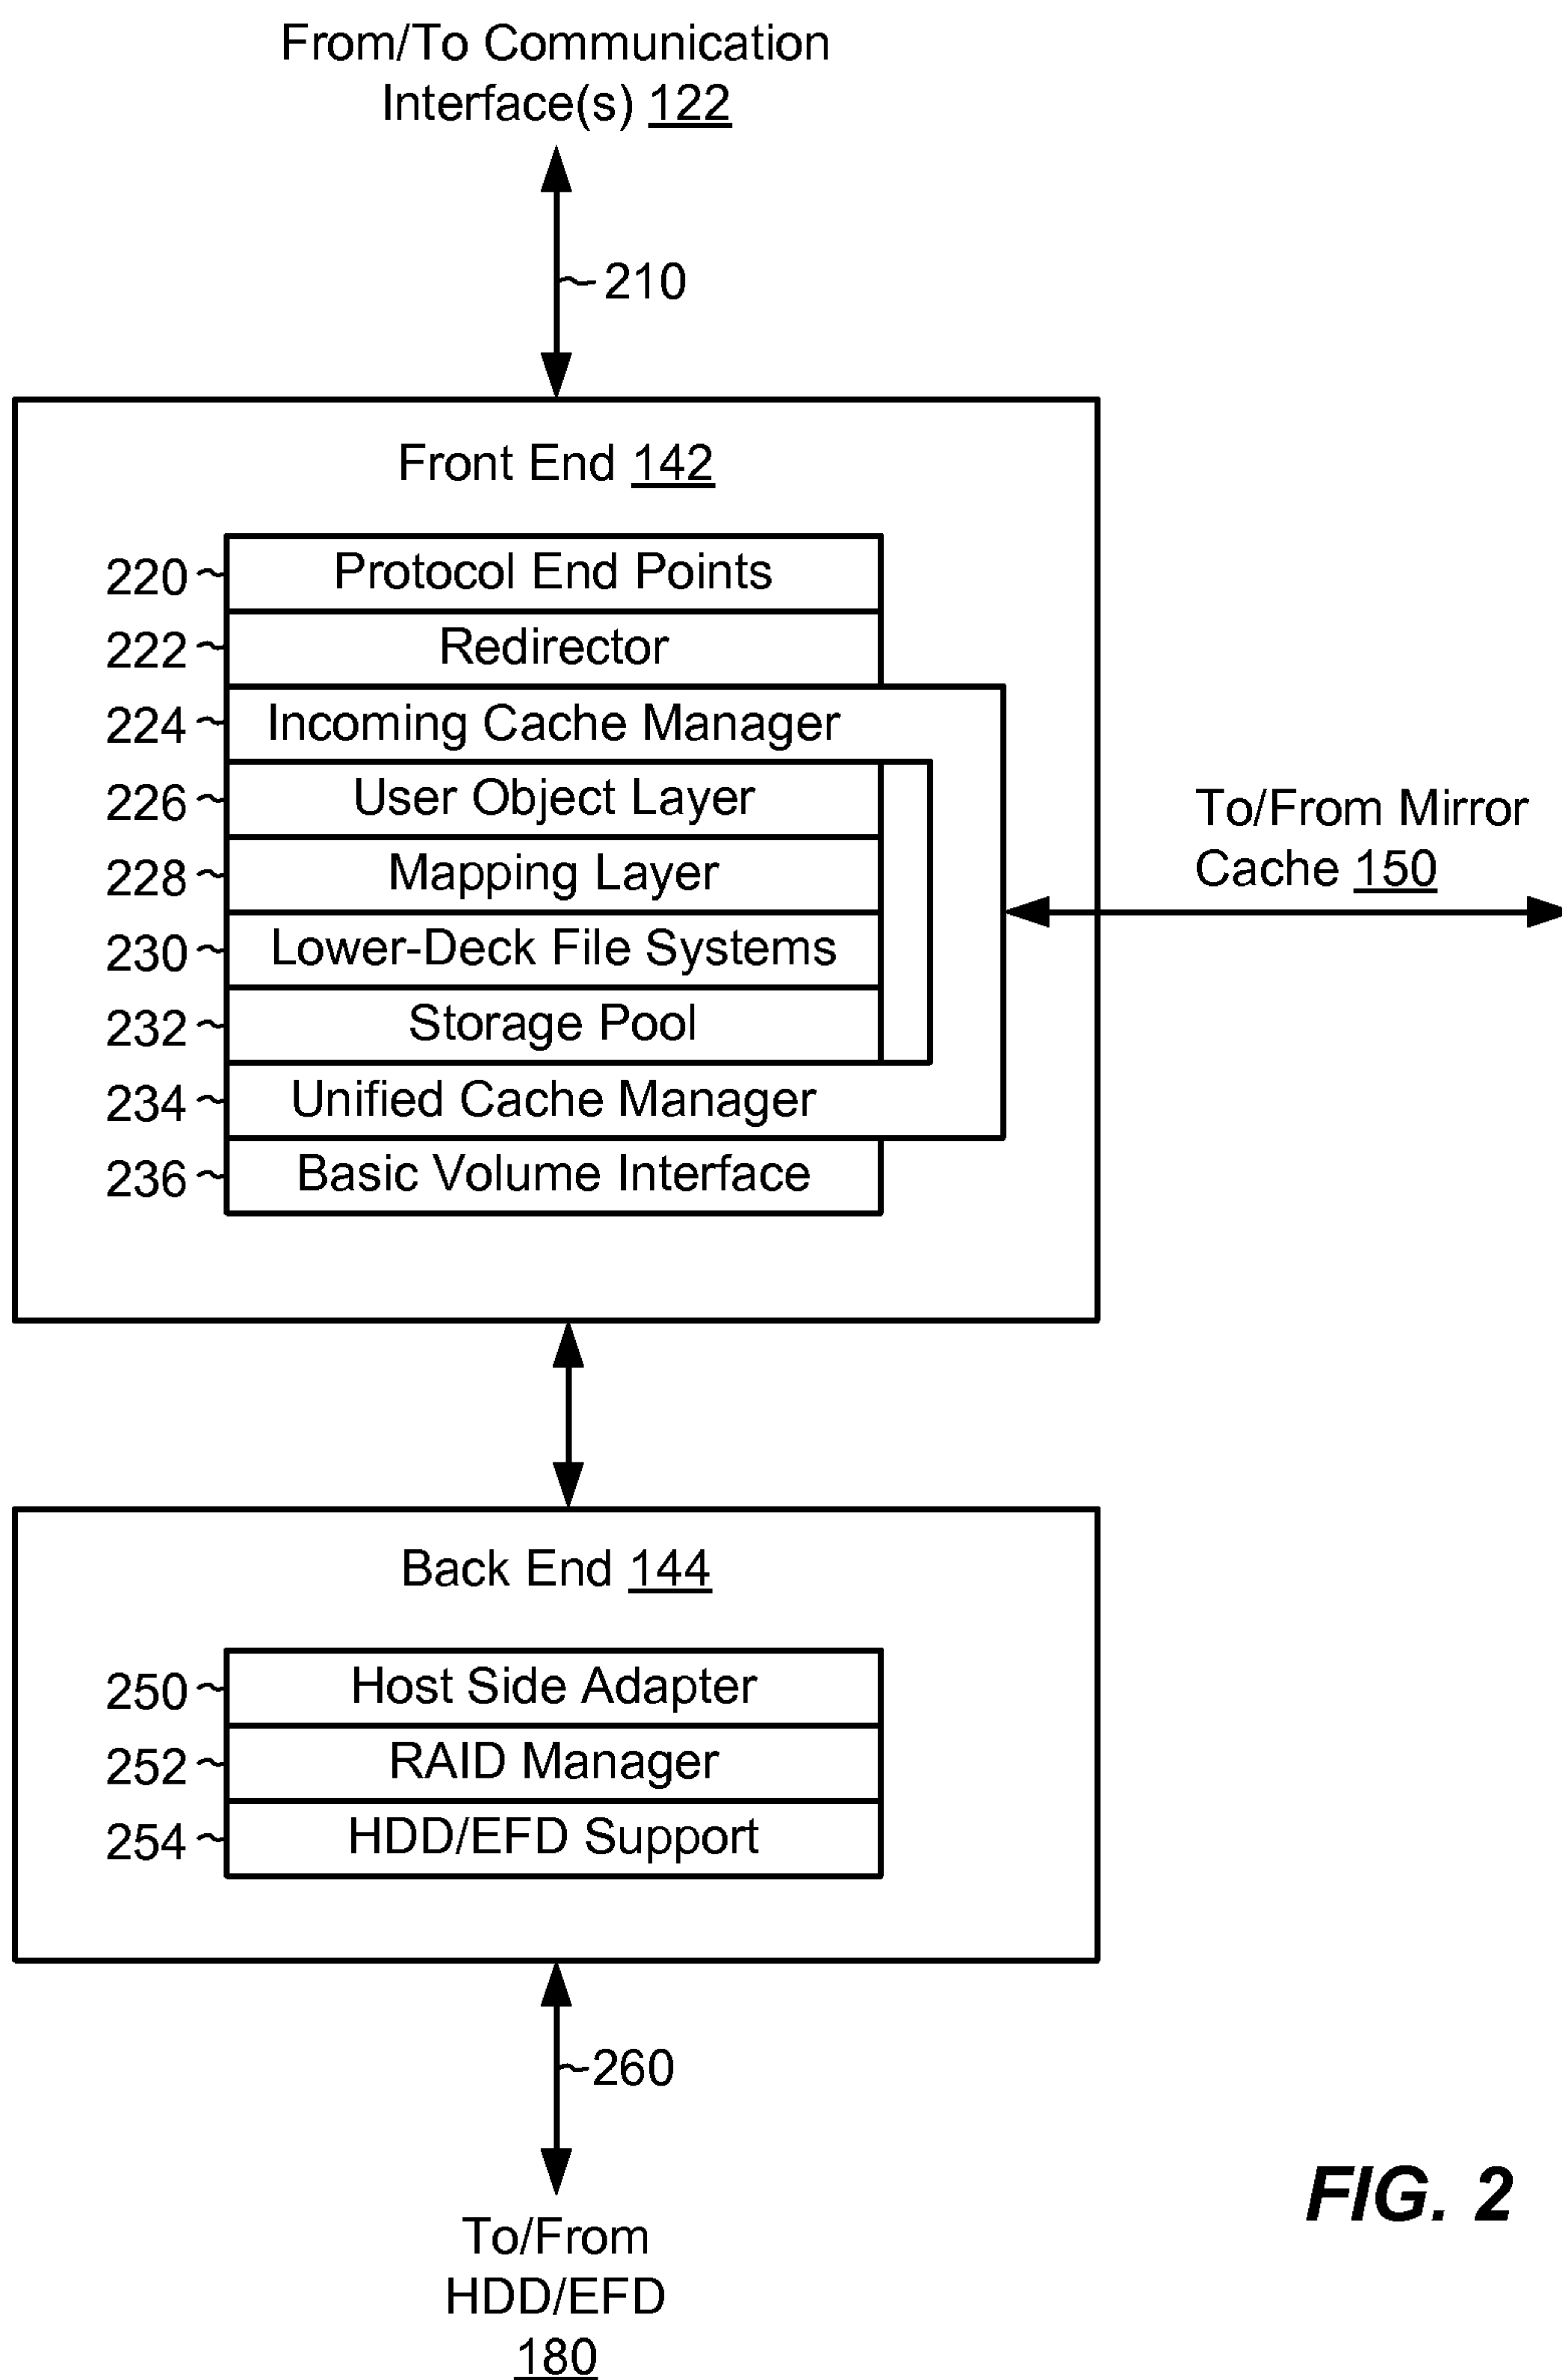 From/To Communication
Interface(s) 122
210
Front End 142
220 Protocol End Points
222 Redirector
224 Incoming Cache Manager
226 User Object Layer
228 Mapping Layer
230 Lower-Deck File Systems
232 Storage Pool
234 Unified Cache Manager
236 Basic Volume Interface
To/From Mirror
Cache 150
Back End 144
250 Host Side Adapter
252 RAID Manager
254 HDD/EFD Support
260
To/From
HDD/EFD
180
FIG. 2